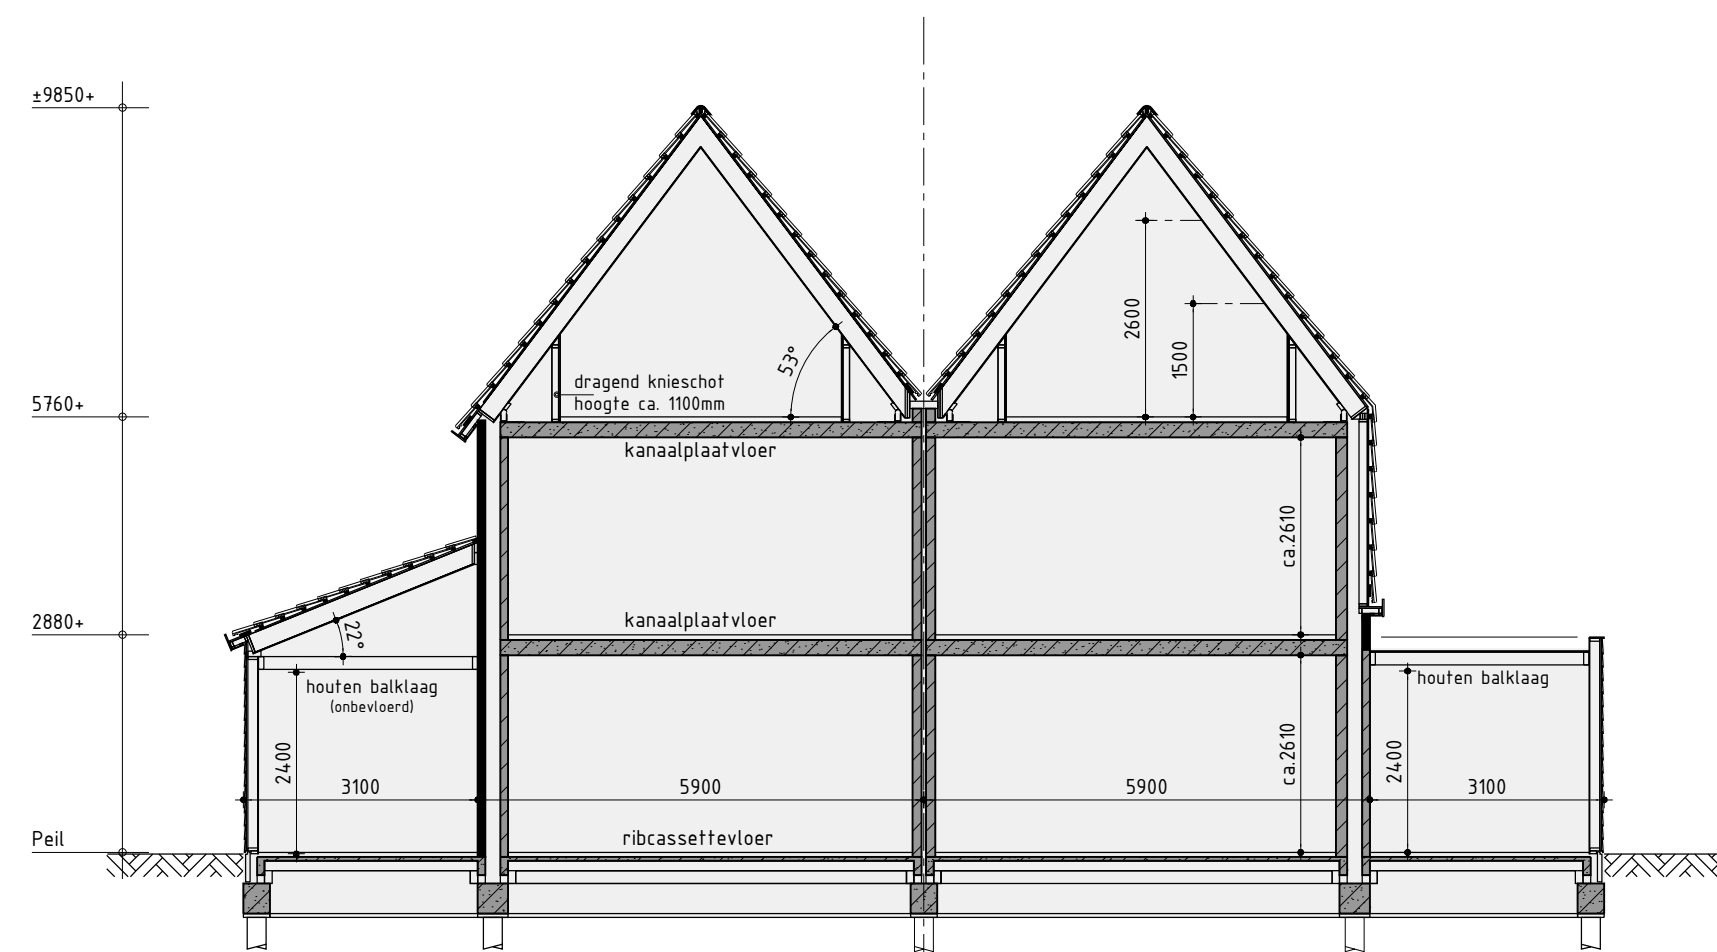 ±9850+
2600
1500
53°
dragend knieschot
hoogte ca. 1100mm
5760+
kanaalplaatvloer
ca.2610
2880+
kanaalplaatvloer
22°
houten balklaag
(onbevloerd)
houten balklaag
2400
ca.2610
2400
3100
5900
5900
3100
Peil
ribcassettevloer